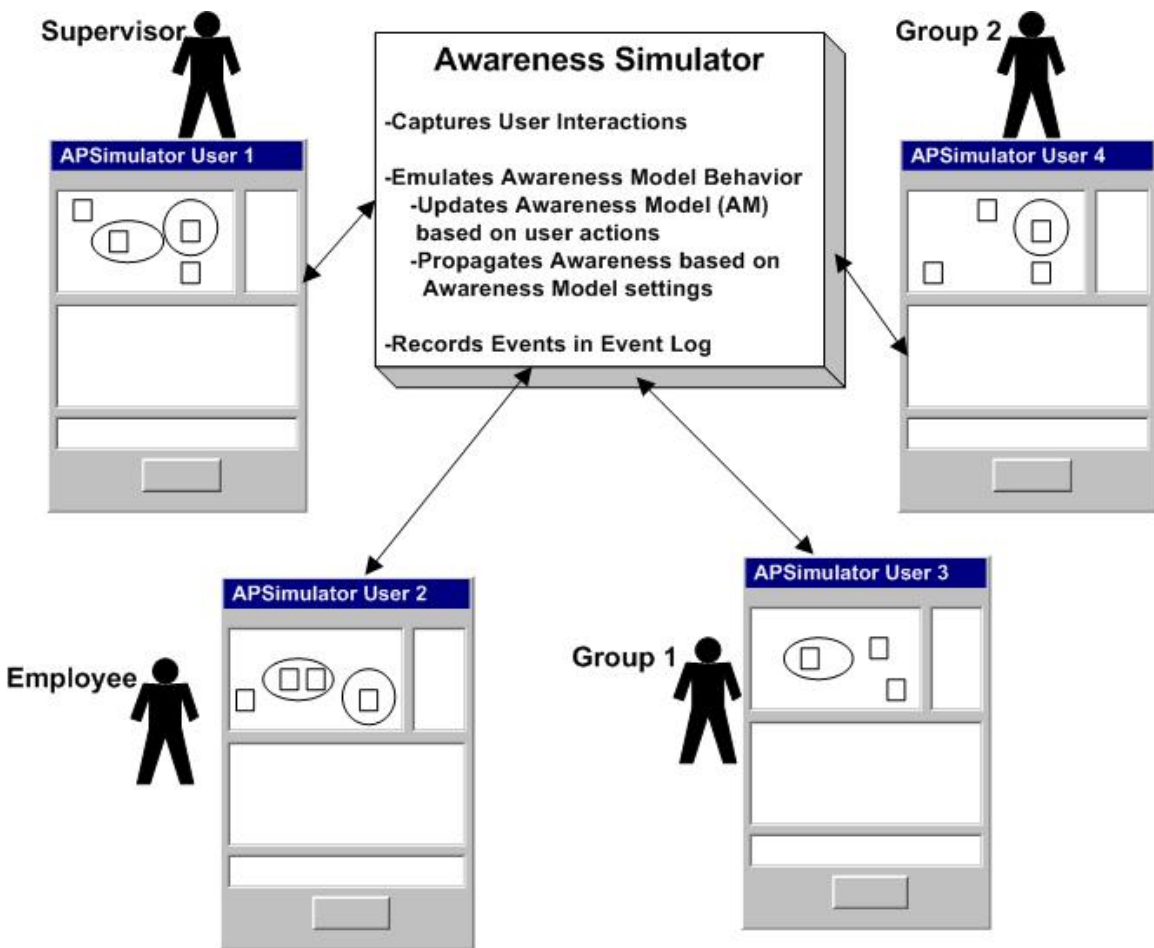 Supervisor
Group 2
Awareness Simulator
-Captures User Interactions
-Emulates Awareness Model Behavior
-Updates Awareness Model (AM)
based on user actions
-Propagates Awareness based on
Awareness Model settings
-Records Events in Event Log
APSimulator User 1
APSimulator User 4
APSimulator User 2
APSimulator User 3
Employee
Group 1